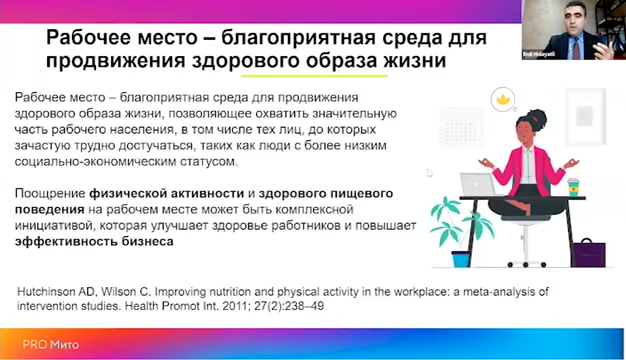 Рабочее место – благоприятная среда для
продвижения здорового образа жизни
Emil Hidayatli
Рабочее место – благоприятная среда для продвижения
здорового образа жизни, позволяющее охватить значительную
часть рабочего населения, в том числе тех лиц, до которых
зачастую трудно достучаться, таких как люди с более низким
социально-экономическим статусом.
Поощрение физической активности и здорового пищевого
поведения на рабочем месте может быть комплексной
инициативой, которая улучшает здоровье работников и повышает
эффективность бизнеса
Hutchinson AD, Wilson C. Improving nutrition and physical activity in the workplace: a meta-analysis of
intervention studies. Health Promot Int. 2011; 27(2):238–49
PRO Мито